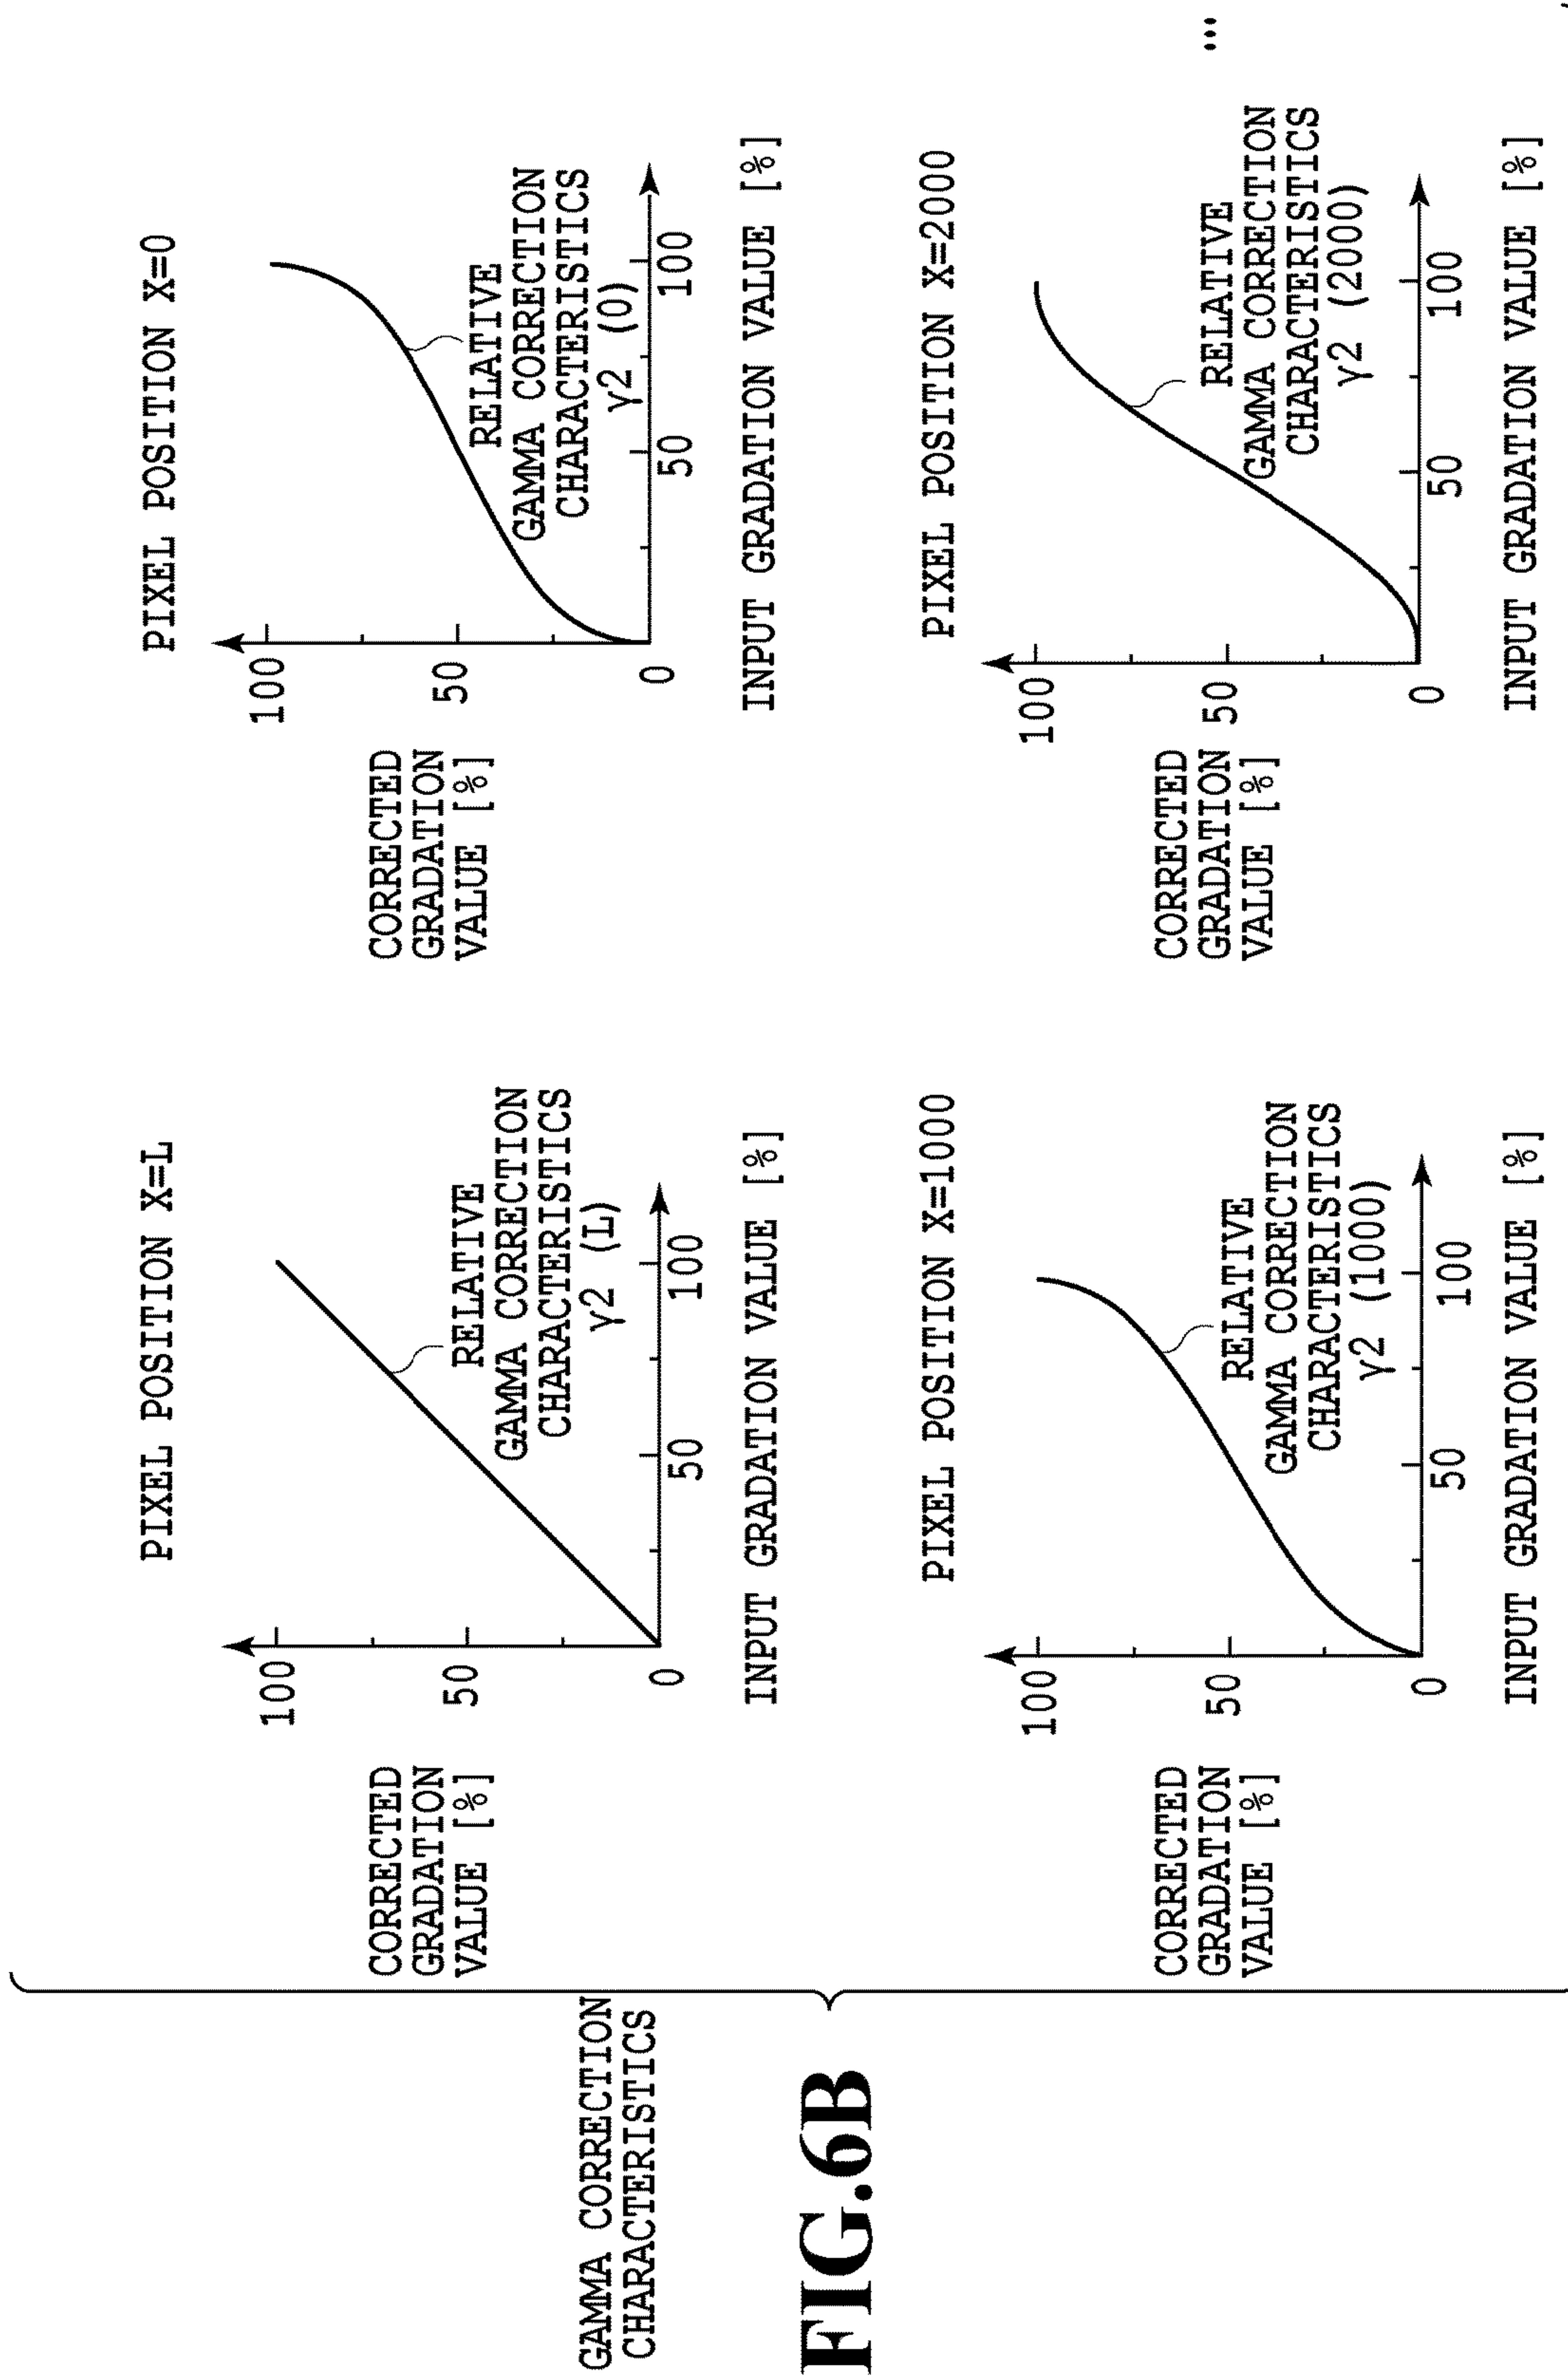 FIG.6B
GAMMA CORRECTION
CHARACTERISTICS
PIXEL POSITION X=L
CORRECTED
GRADATION
VALUE [%]
100
50
0
50
100
RELATIVE
GAMMA CORRECTION
CHARACTERISTICS
γ2 (L)
INPUT GRADATION VALUE [%]
PIXEL POSITION X=0
CORRECTED
GRADATION
VALUE [%]
100
50
0
50
100
RELATIVE
GAMMA CORRECTION
CHARACTERISTICS
γ2 (0)
INPUT GRADATION VALUE [%]
PIXEL POSITION X=1000
CORRECTED
GRADATION
VALUE [%]
100
50
0
50
100
RELATIVE
GAMMA CORRECTION
CHARACTERISTICS
γ2 (1000)
INPUT GRADATION VALUE [%]
PIXEL POSITION X=2000
CORRECTED
GRADATION
VALUE [%]
100
50
0
50
100
RELATIVE
GAMMA CORRECTION
CHARACTERISTICS
γ2 (2000)
INPUT GRADATION VALUE [%]
...